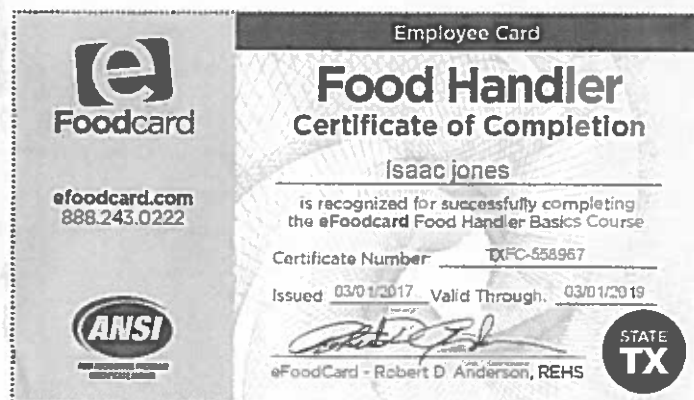 Employee Card
e
Foodcard
efoodcard.com
888.243.0222
ANSI
Food Handler
Certificate of Completion
Isaac jones
is recognized for successfully completing
the eFoodcard Food Handler Basics Course
Certificate Number TXFC-558967
Issued 03/01/2017 Valid Through. 03/01/2019
eFoodCard - Robert D Anderson, REHS
STATE
TX